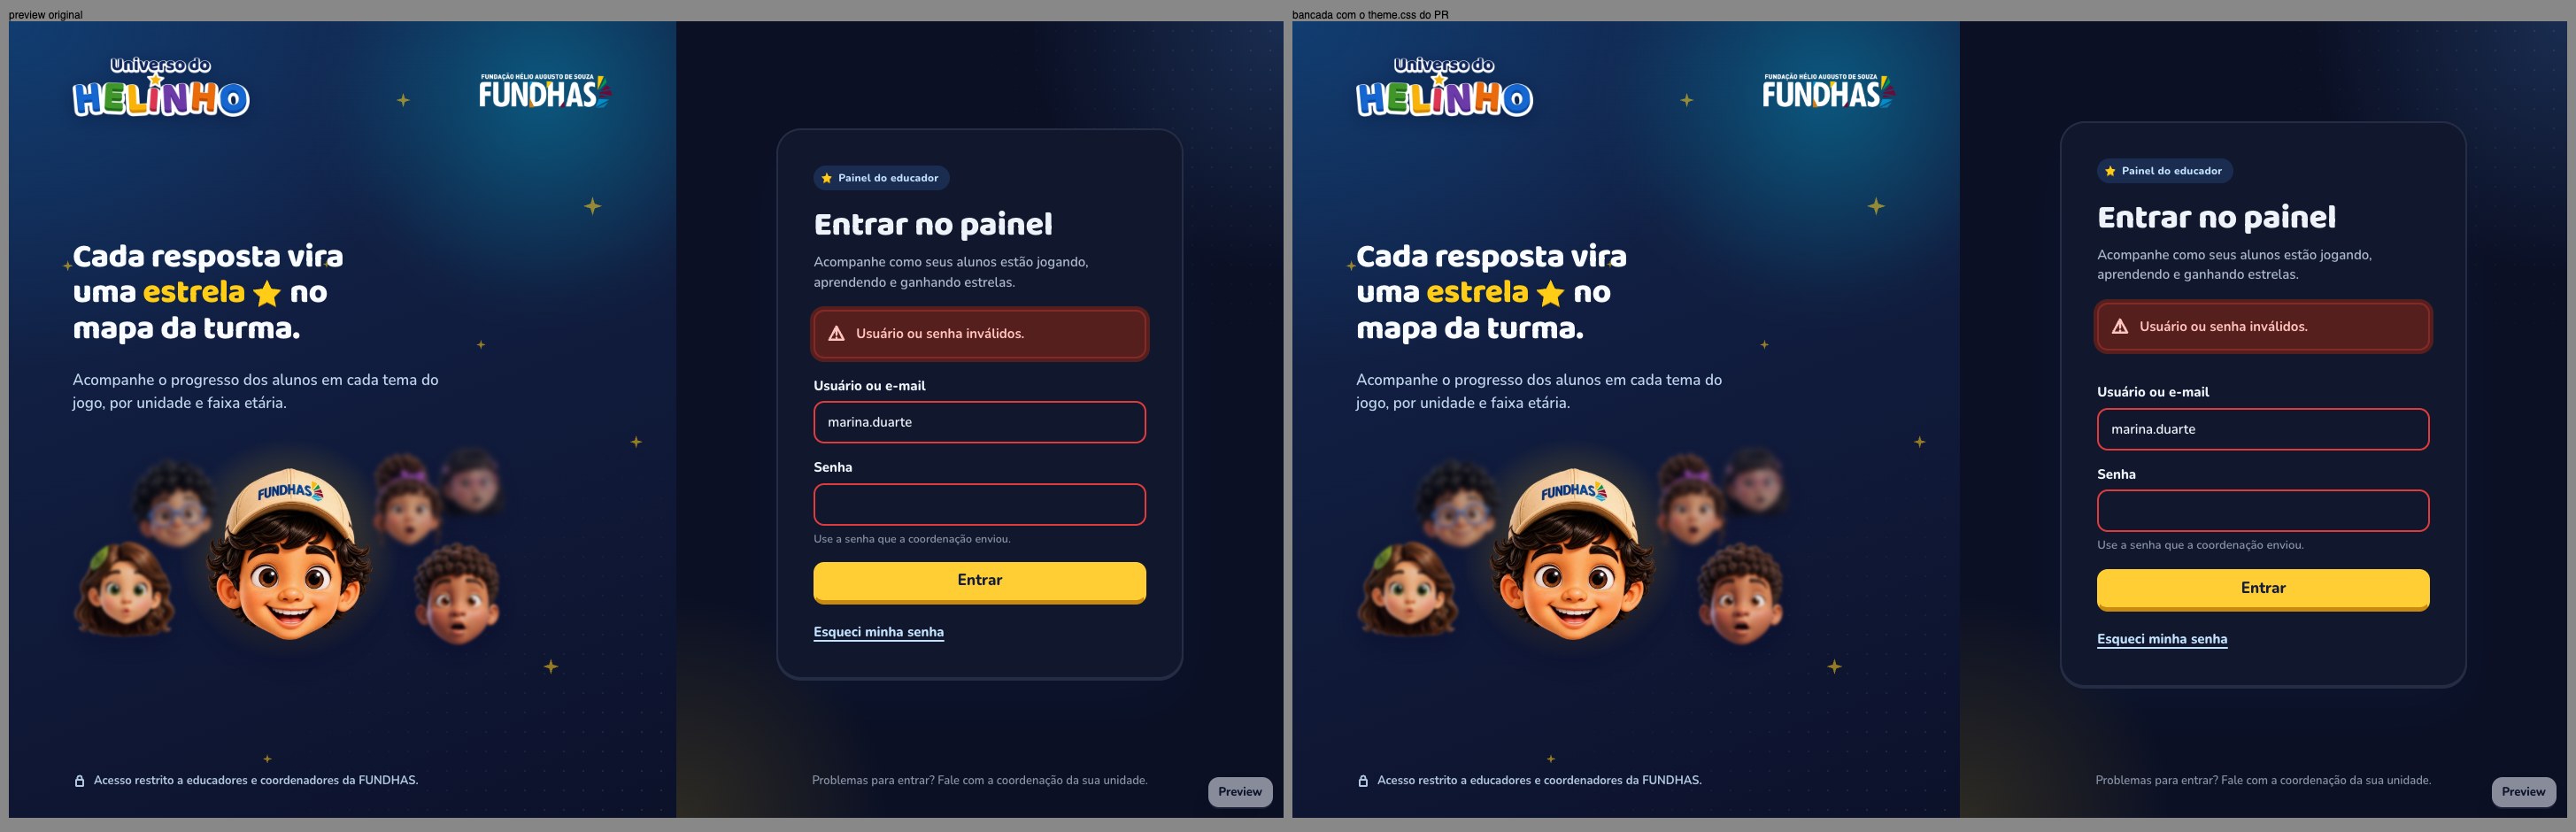 preview original
Universo do
HELINHO
FUNDAÇÃO HÉLIO AUGUSTO DE SOUZA
FUNDHAS
Cada resposta vira
uma estrela no
mapa da turma.
Acompanhe o progresso dos alunos em cada tema do
jogo, por unidade e faixa etária.
FUNDHAS
Acesso restrito a educadores e coordenadores da FUNDHAS.
Painel do educador
Entrar no painel
Acompanhe como seus alunos estão jogando,
aprendendo e ganhando estrelas.
Usuário ou senha inválidos.
Usuário ou e-mail
marina.duarte
Senha
Use a senha que a coordenação enviou.
Entrar
Esqueci minha senha
Problemas para entrar? Fale com a coordenação da sua unidade.
Preview
bancada com o theme.css do PR
Universo do
HELINHO
FUNDAÇÃO HÉLIO AUGUSTO DE SOUZA
FUNDHAS
Cada resposta vira
uma estrela no
mapa da turma.
Acompanhe o progresso dos alunos em cada tema do
jogo, por unidade e faixa etária.
FUNDHAS
Acesso restrito a educadores e coordenadores da FUNDHAS.
Painel do educador
Entrar no painel
Acompanhe como seus alunos estão jogando,
aprendendo e ganhando estrelas.
Usuário ou senha inválidos.
Usuário ou e-mail
marina.duarte
Senha
Use a senha que a coordenação enviou.
Entrar
Esqueci minha senha
Problemas para entrar? Fale com a coordenação da sua unidade.
Preview